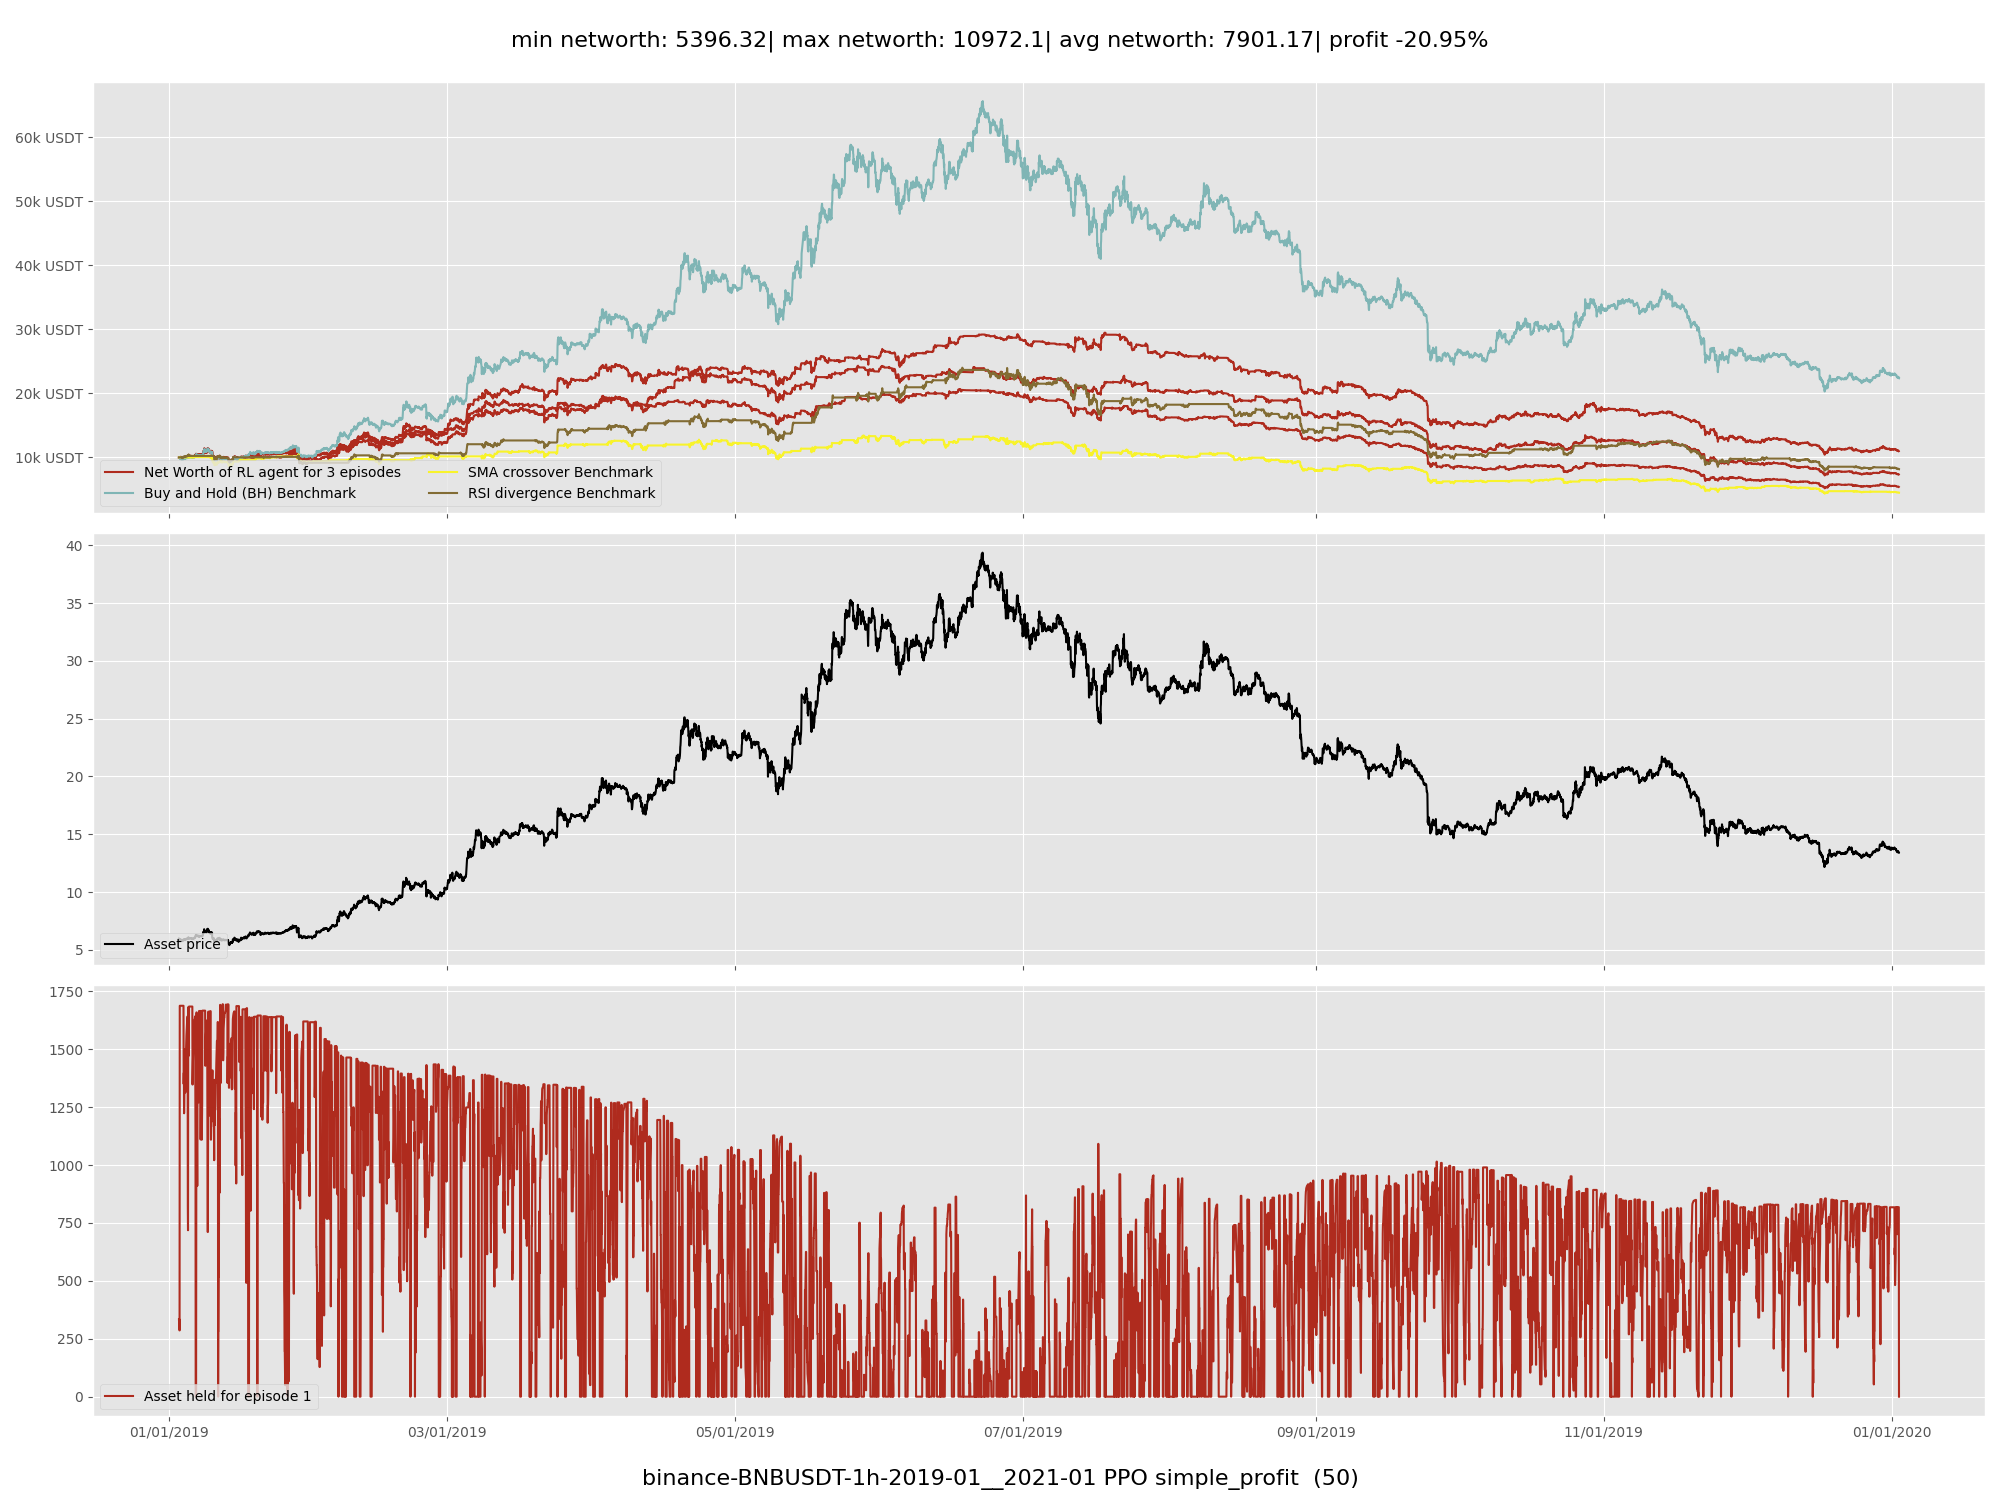 min networth: 5396.32| max networth: 10972.1| avg networth: 7901.17| profit -20.95%
60k USDT
50k USDT
40k USDT
30k USDT
20k USDT
10k USDT
Net Worth of RL agent for 3 episodes
Buy and Hold (BH) Benchmark
SMA crossover Benchmark
RSI divergence Benchmark
40
35
30
25
20
15
10
5
Asset price
1750
1500
1250
1000
750
500
250
0
Asset held for episode 1
01/01/2019 03/01/2019 05/01/2019 07/01/2019 09/01/2019 11/01/2019 01/01/2020
binance-BNBUSDT-1h-2019-01__2021-01 PPO simple_profit (50)